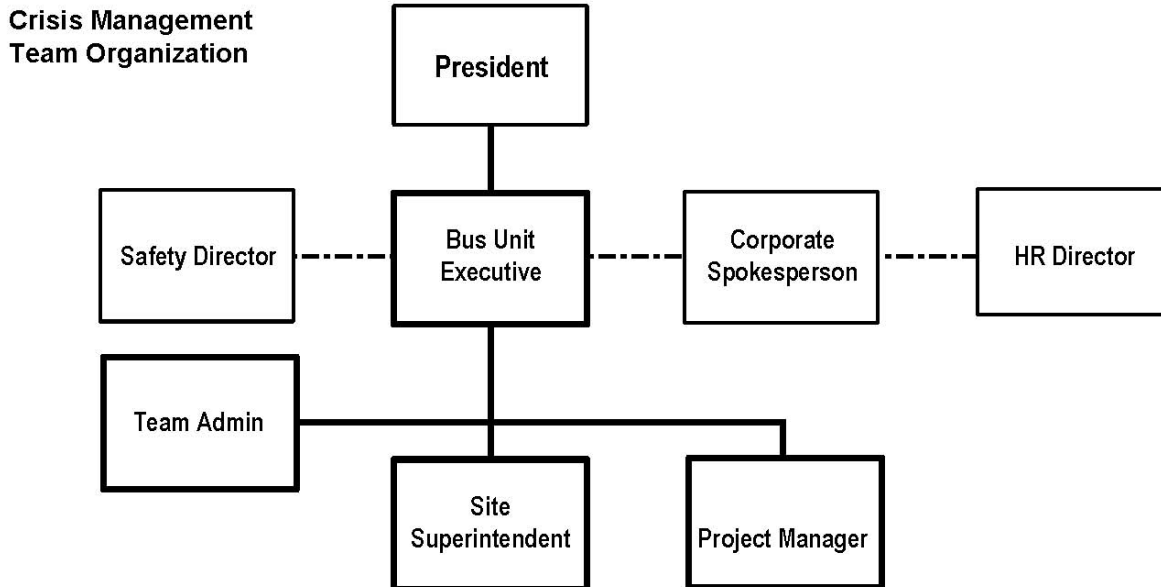 Crisis Management
Team Organization
President
Safety Director
Bus Unit
Executive
Corporate
Spokesperson
HR Director
Team Admin
Site
Superintendent
Project Manager